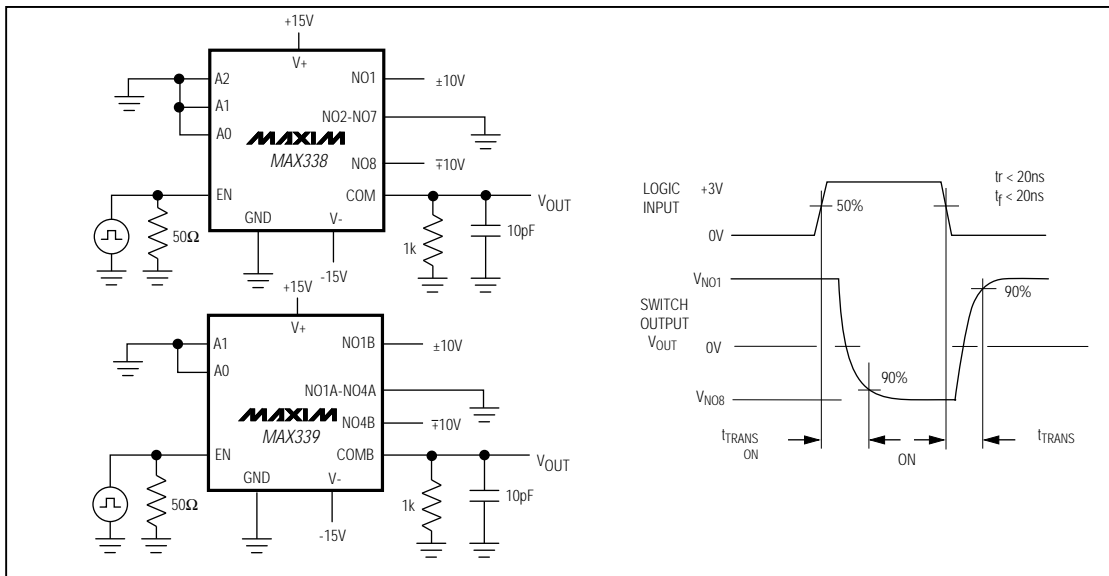 +15V
V+
A2
A1
A0
NO1
±10V
NO2-NO7
MAXIM
MAX338
NO8
∓10V
EN
COM
VOUT
GND
V-
50Ω
1k
10pF
-15V
+15V
V+
A1
A0
NO1B
±10V
NO1A-NO4A
MAXIM
MAX339
NO4B
∓10V
EN
COMB
VOUT
GND
V-
50Ω
1k
10pF
-15V
LOGIC
INPUT
+3V
50%
0V
tr < 20ns
tf < 20ns
VNO1
90%
SWITCH
OUTPUT
VOUT
0V
90%
VNO8
tTRANS
ON
ON
tTRANS